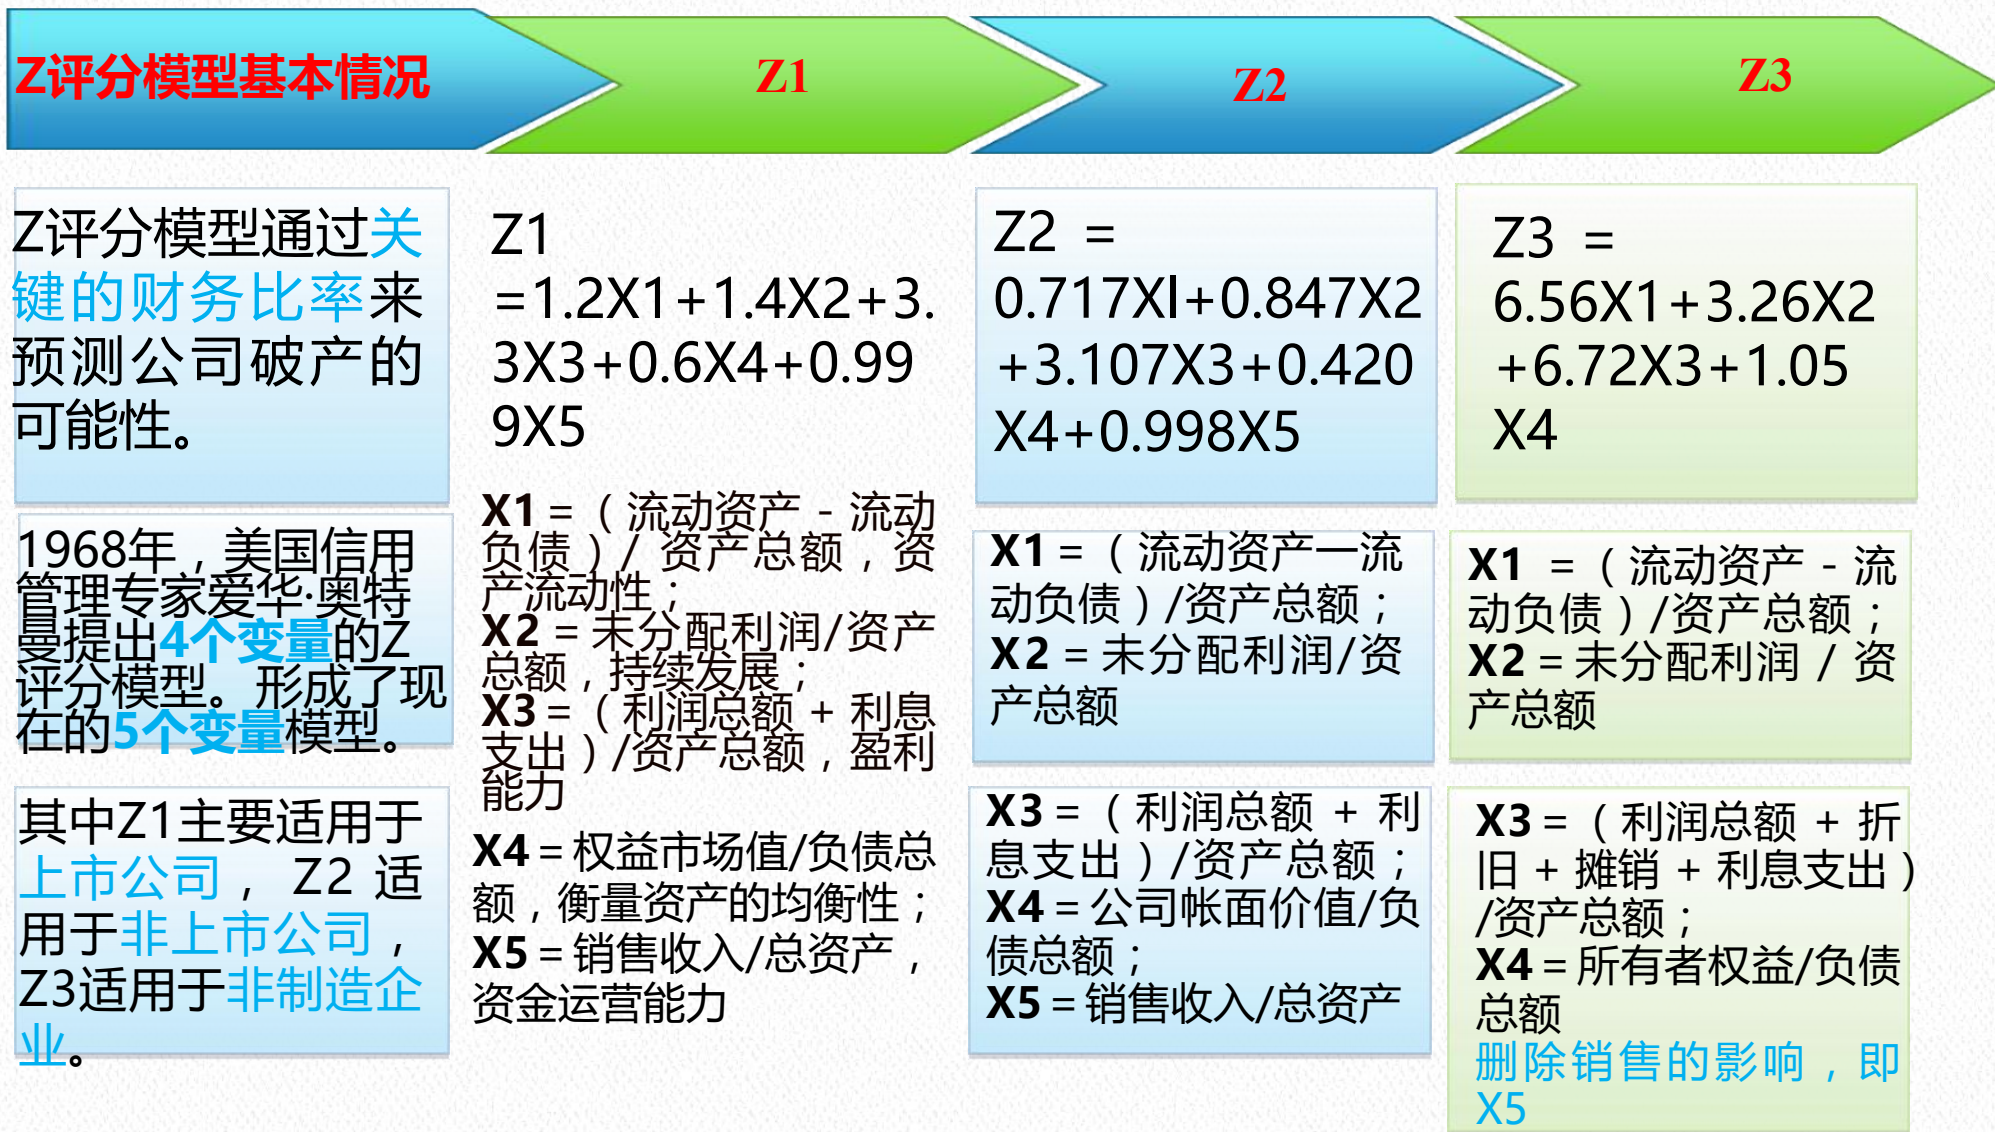 Z评分模型基本情况
Z1
Z2
Z3
Z评分模型通过关
键的财务比率来
预测公司破产的
可能性。
1968年，美国信用
管理专家爱华·奥特
曼提出4个变量的Z
评分模型。形成了现
在的5个变量模型。
其中Z1主要适用于
上市公司， Z2 适
用于非上市公司，
Z3适用于非制造企
业。
Z1
=1.2X1+1.4X2+3.
3X3+0.6X4+0.99
9X5
X1=（流动资产 - 流动
负债）/ 资产总额，资
产流动性；
X2=未分配利润/资产
总额，持续发展；
X3=（利润总额 + 利息
支出）/资产总额，盈利
能力
X4=权益市场值/负债总
额，衡量资产的均衡性；
X5=销售收入/总资产，
资金运营能力
Z2 =
0.717Xl+0.847X2
+3.107X3+0.420
X4+0.998X5
X1=（流动资产一流
动负债）/资产总额；
X2=未分配利润/资
产总额
X3=（利润总额 + 利
息支出）/资产总额；
X4=公司帐面价值/负
债总额；
X5=销售收入/总资产
Z3 =
6.56X1+3.26X2
+6.72X3+1.05
X4
X1 =（流动资产 - 流
动负债）/资产总额；
X2=未分配利润 / 资
产总额
X3=（利润总额 + 折
旧 + 摊销 + 利息支出）
/资产总额；
X4=所有者权益/负债
总额
删除销售的影响，即
X5